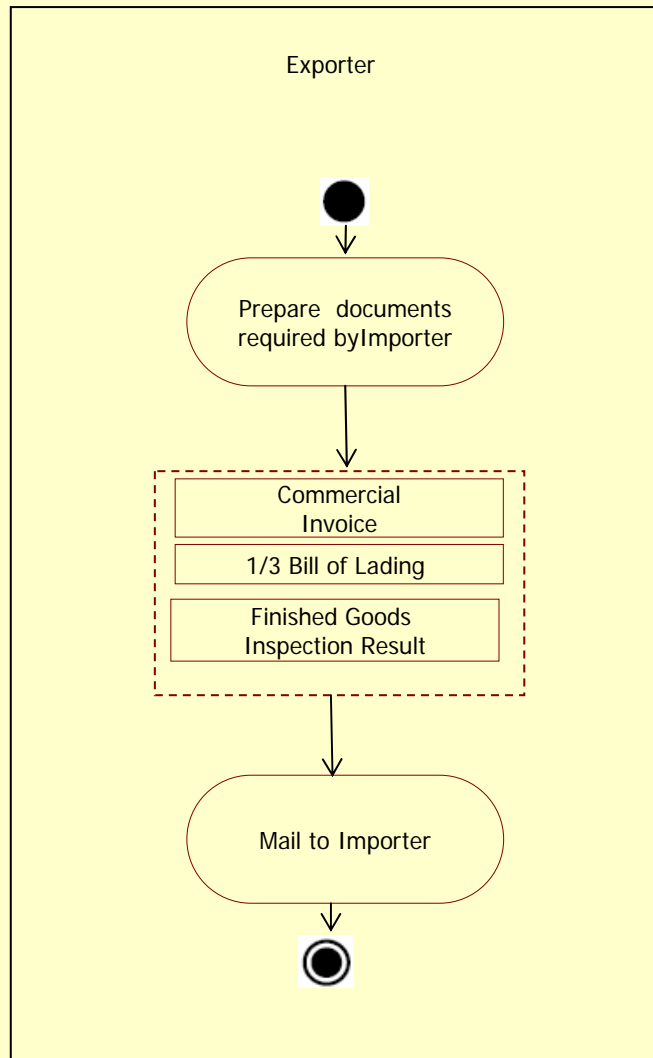 Exporter
Prepare documents
required byImporter
Commercial
Invoice
1/3 Bill of Lading
Finished Goods
Inspection Result
Mail to Importer